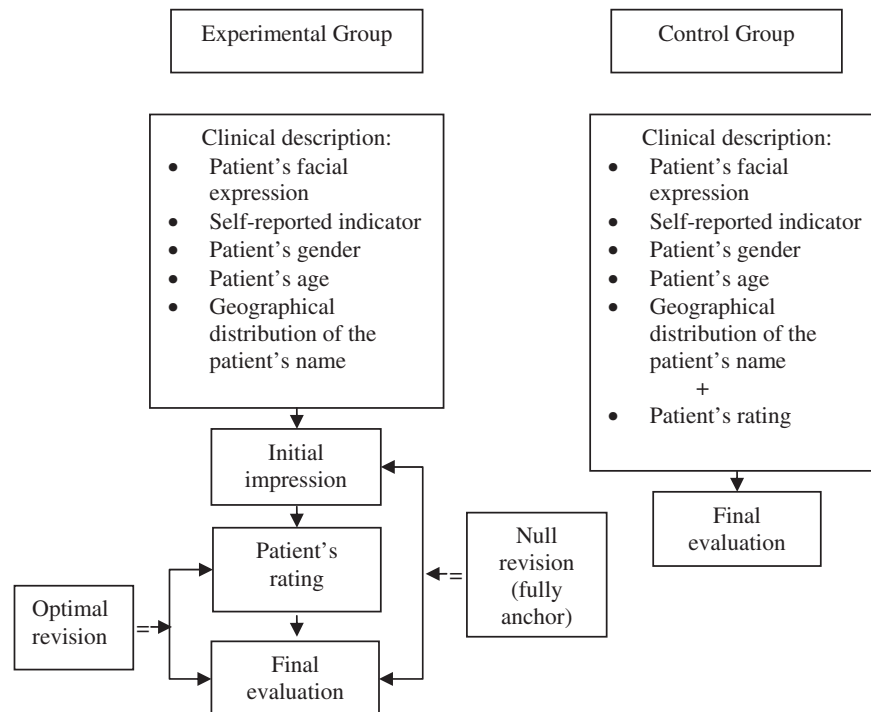 Experimental Group
Control Group
Clinical description:
• Patient's facial
expression
• Self-reported indicator
• Patient's gender
• Patient's age
• Geographical
distribution of the
patient's name
Clinical description:
• Patient's facial
expression
• Self-reported indicator
• Patient's gender
• Patient's age
• Geographical
distribution of the
patient's name
+
• Patient's rating
Initial
impression
Patient's
rating
Final
evaluation
Optimal
revision
=
=
Null
revision
(fully
anchor)
Final
evaluation